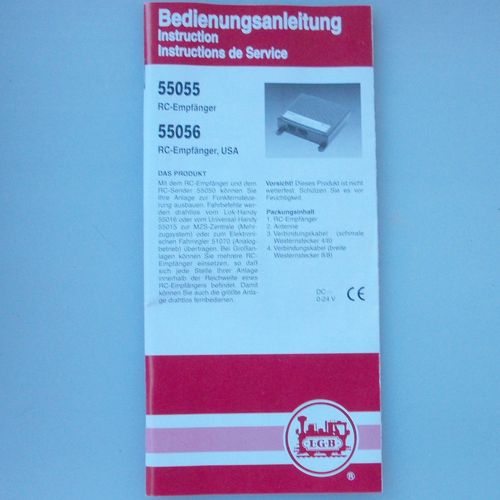 Bedienungsanleitung
Instruction
Instructions de Service
55055
RC-Empfänger
55056
RC-Empfänger, USA
DAS PRODUKT
Mit dem RC-Empfänger und dem
RC-Sender 55050 können Sie
Ihre Anlage zur Funkfernsteue-
rung ausbauen. Fahrbefehle wer-
den drahtlos vom Lok-Handy
55016 oder vom Universal-Handy
55015 zur MZS-Zentrale (Mehr-
zugsystem) oder zum Elektroni-
schen Fahrregler 51070 (Analog-
betrieb) übertragen. Bei Großan-
lagen können Sie mehrere RC-
Empfänger einsetzen, so daß
sich jede Stelle Ihrer Anlage
innerhalb der Reichweite eines
RC-Empfängers befindet. Damit
können Sie auch die größte Anla-
ge drahtlos fernbedienen.
Vorsicht! Dieses Produkt ist nicht
wetterfest. Schützen Sie es vor
Feuchtigkeit.
Packungsinhalt
1. RC-Empfänger
2. Antenne
3. Verbindungskabel (schmale
Westernstecker 4/6)
4. Verbindungskabel (breite
Westernstecker 8/8)
DC
0-24 V
CE
LGB
®